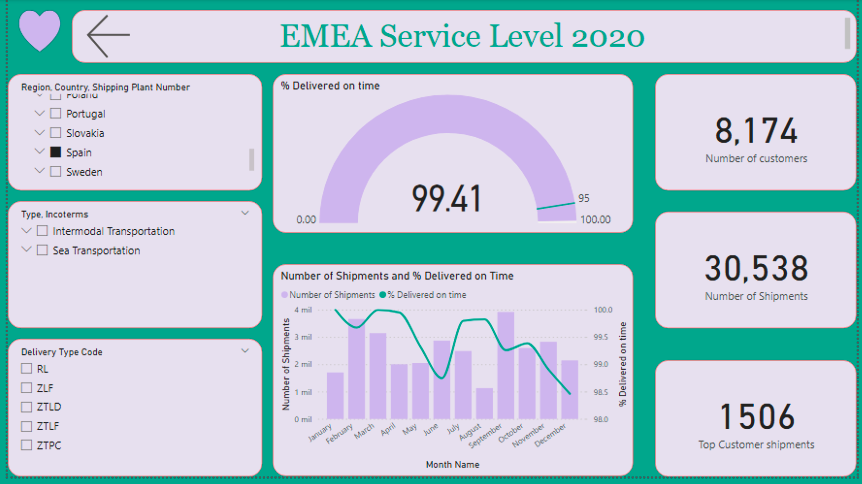 EMEA Service Level 2020
Region, Country, Shipping Plant Number
Poland
Portugal
Slovakia
Spain
Sweden
Type, Incoterms
Intermodal Transportation
Sea Transportation
Delivery Type Code
RL
ZLF
ZTLD
ZTLF
ZTPC
% Delivered on time
99.41
0.00
95
100.00
Number of Shipments and % Delivered on Time
Number of Shipments % Delivered on time
Number of Shipments
4 mil
3 mil
2 mil
1 mil
0 mil
100.0
99.5
99.0
98.5
98.0
% Delivered on time
January February March April May June July August September October November December
Month Name
8,174
Number of customers
30,538
Number of Shipments
1506
Top Customer shipments